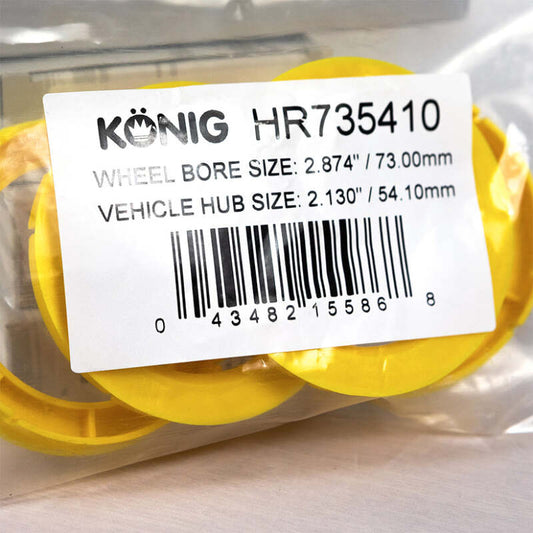 KÖNIG HR735410
WHEEL BORE SIZE: 2.874" / 73.00mm
VEHICLE HUB SIZE: 2.130" / 54.10mm
0 43482 15586 8